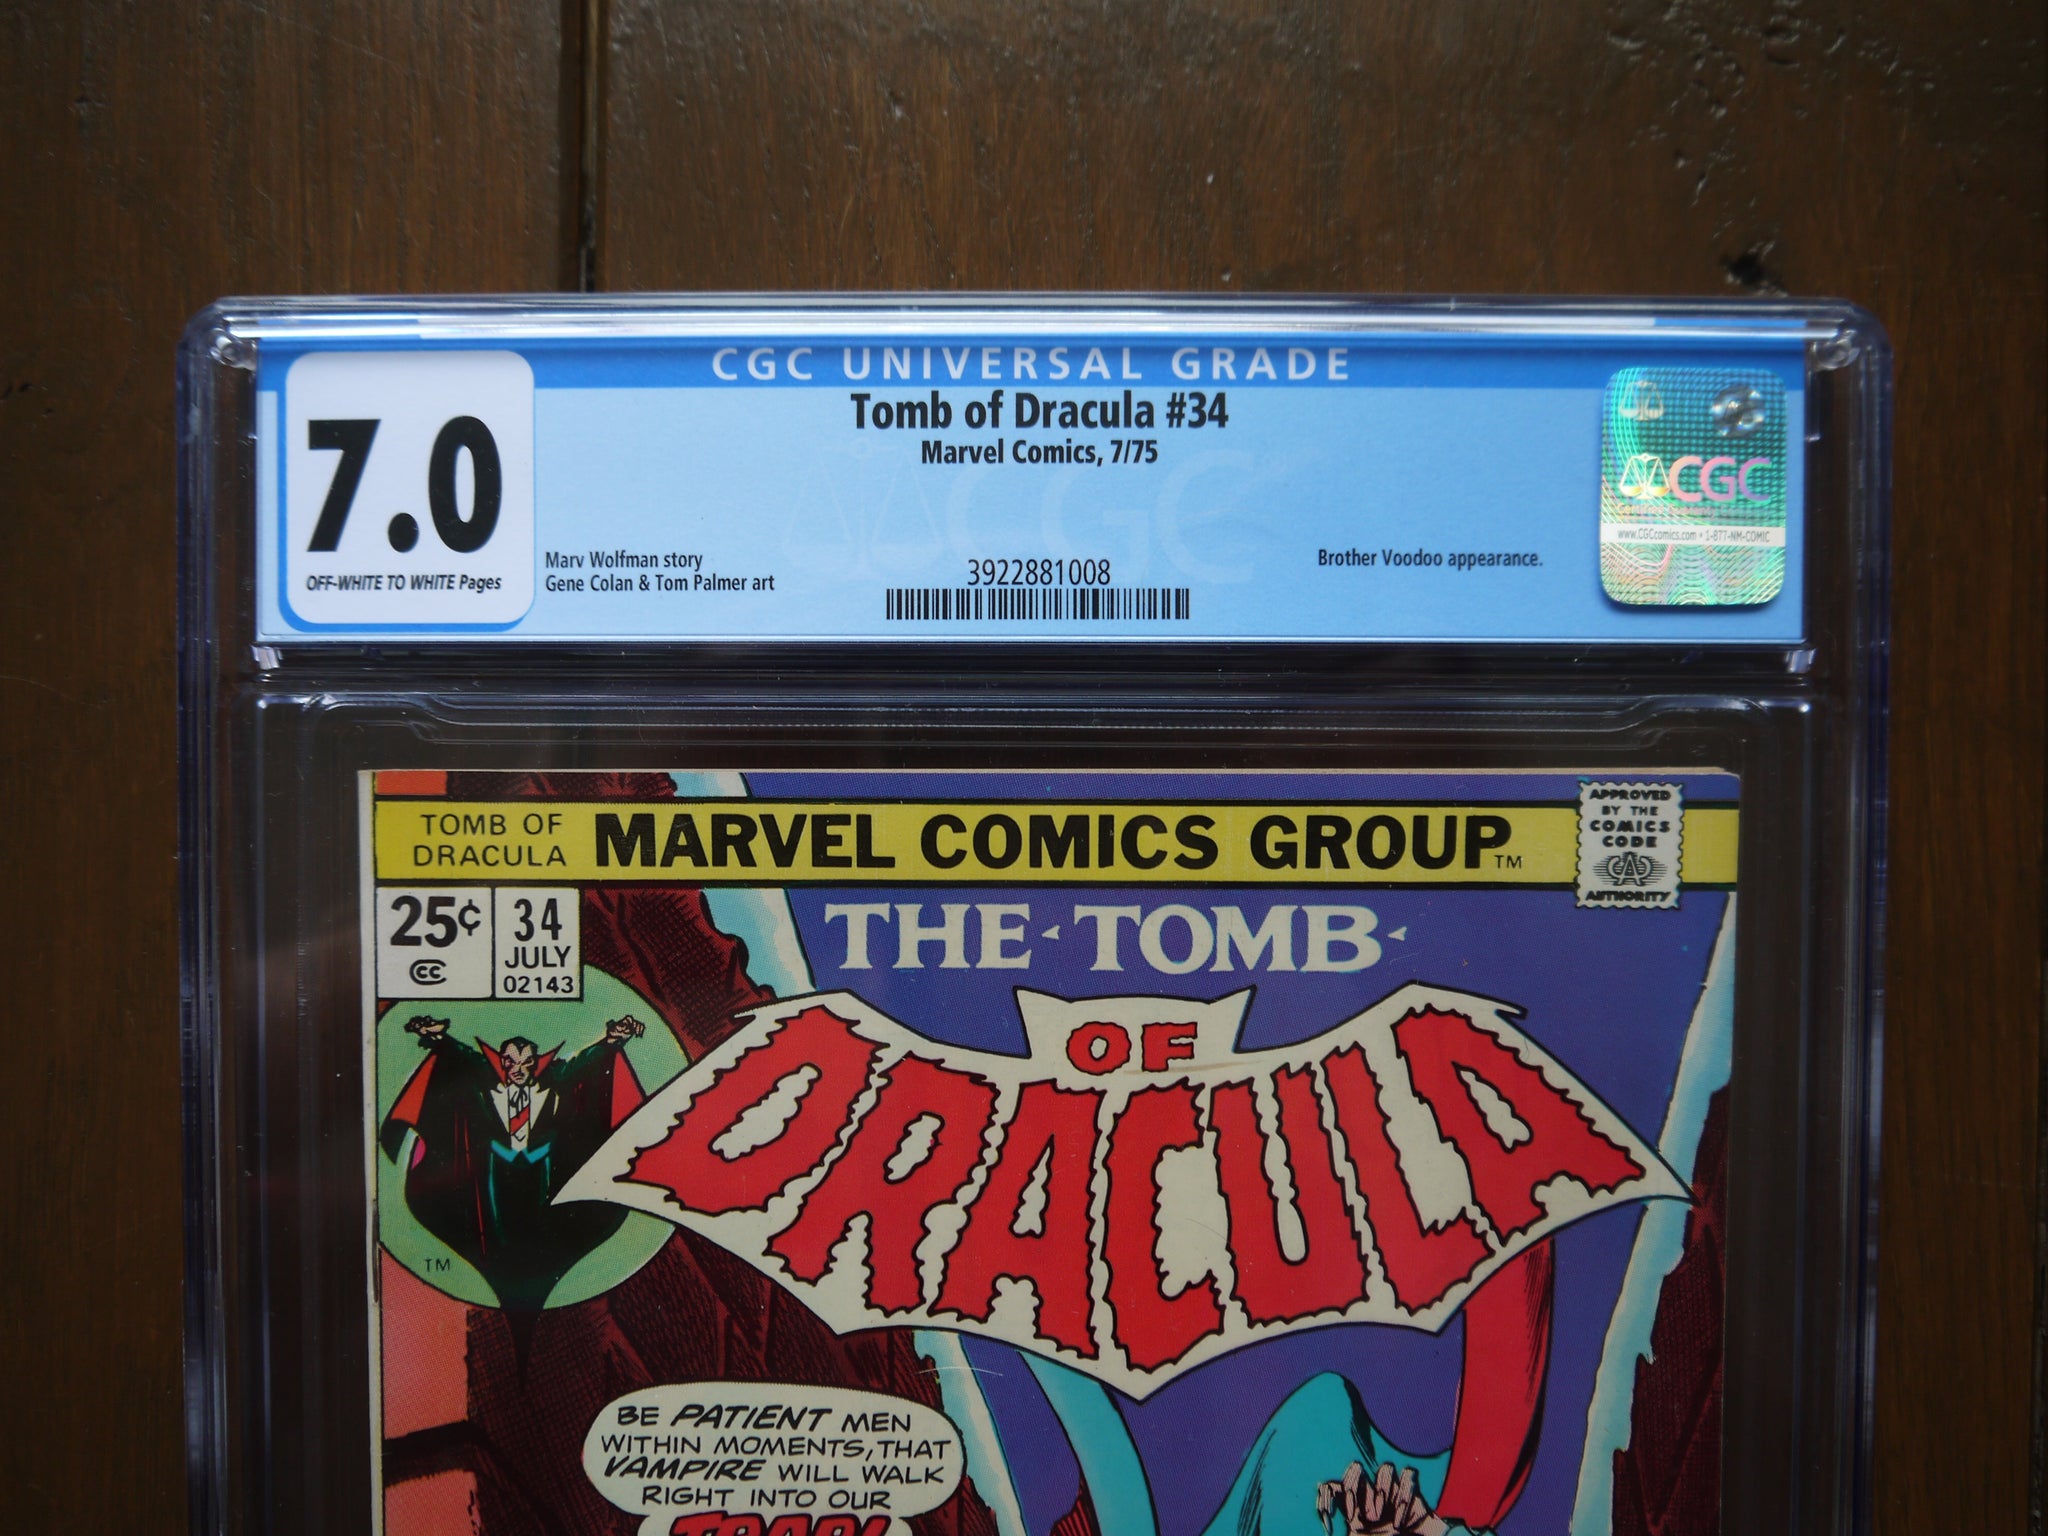 CGC UNIVERSAL GRADE
7.0
OFF-WHITE TO WHITE Pages
Tomb of Dracula #34
Marvel Comics, 7/75
Marv Wolfman story
Gene Colan & Tom Palmer art
3922881008
Brother Voodoo appearance.
CGC
www.CGCcomics.com • 1-877-NM-COMIC
TOMB OF
DRACULA
MARVEL COMICS GROUP TM
APPROVED
BY THE
COMICS
CODE
CA
AUTHORITY
25¢
CC
34
JULY
02143
THE TOMB
OF
DRACULA
TM
BE PATIENT MEN
WITHIN MOMENTS, THAT
VAMPIRE WILL WALK
RIGHT INTO OUR
TRAP!